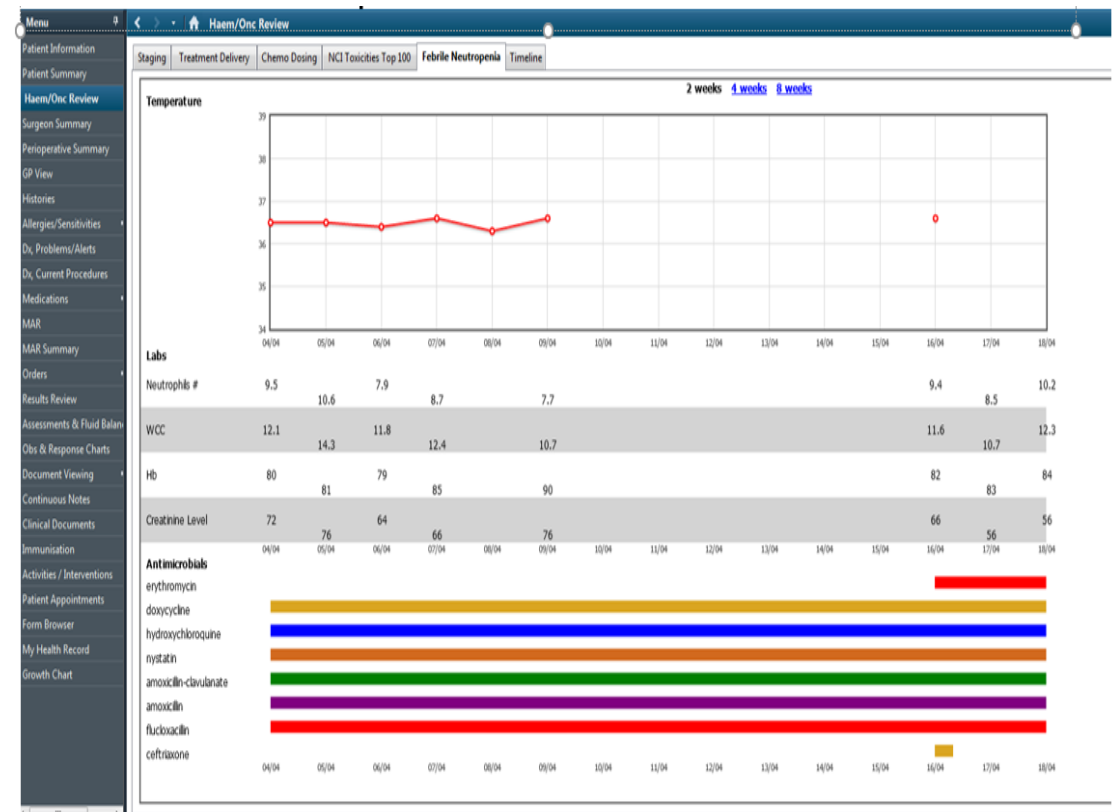 Menu
Haem/Onc Review
Patient Information
Patient Summary
Haem/Onc Review
Surgeon Summary
Perioperative Summary
GP View
Histories
Allergies/Sensitivities
Dx, Problems/Alerts
Dx, Current Procedures
Medications
MAR
MAR Summary
Orders
Results Review
Assessments & Fluid Balan
Obs & Response Charts
Document Viewing
Continuous Notes
Clinical Documents
Immunisation
Activities / Interventions
Patient Appointments
Form Browser
My Health Record
Growth Chart
Staging Treatment Delivery Chemo Dosing NCI Toxicities Top 100 Febrile Neutropenia Timeline
2 weeks 4 weeks 8 weeks
Temperature
39
38
37
36
35
34
04/04 05/04 06/04 07/04 08/04 09/04 10/04 11/04 12/04 13/04 14/04 15/04 16/04 17/04 18/04
Labs
Neutrophils # 9.5 7.9 9.4 10.2
10.6 8.7 7.7 8.5
WCC 12.1 11.8 11.6 12.3
14.3 12.4 10.7 10.7
Hb 80 79 82 84
81 85 90 83
Creatinine Level 72 64 66 56
76 66 76 56
04/04 05/04 06/04 07/04 08/04 09/04 10/04 11/04 12/04 13/04 14/04 15/04 16/04 17/04 18/04
Antimicrobials
erythromycin
doxycycline
hydroxychloroquine
nystatin
amoxicillin-clavulanate
amoxicillin
flucloxacillin
ceftriaxone
04/04 05/04 06/04 07/04 08/04 09/04 10/04 11/04 12/04 13/04 14/04 15/04 16/04 17/04 18/04